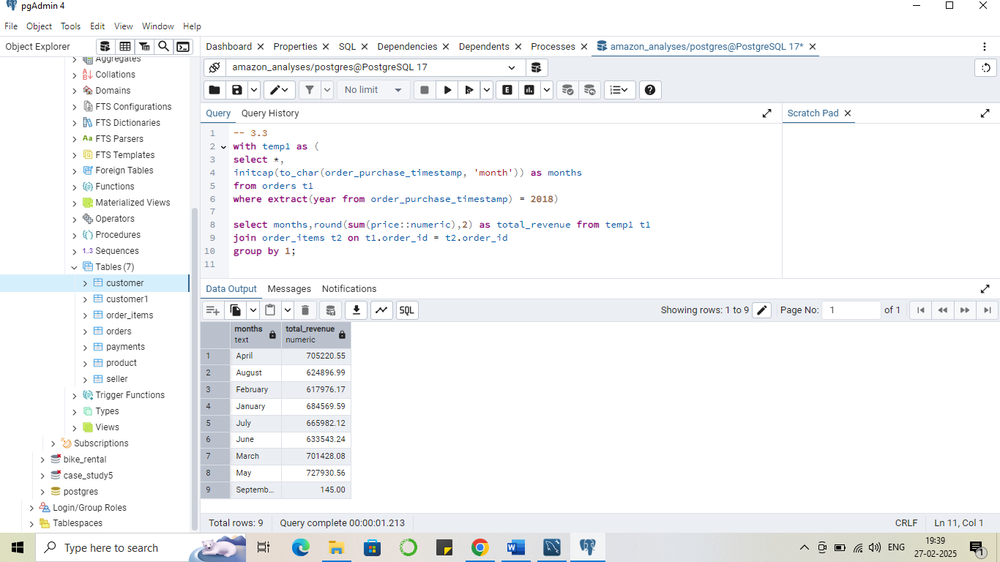 pgAdmin 4
File Object Tools Edit View Window Help
Object Explorer
Dashboard Properties SQL Dependencies Dependents Processes amazon_analyses/postgres@PostgreSQL 17*
Aggregates
Collations
Domains
FTS Configurations
FTS Dictionaries
Aa FTS Parsers
FTS Templates
Foreign Tables
Functions
Materialized Views
Operators
Procedures
1..3 Sequences
Tables (7)
customer
customer1
order_items
orders
payments
product
seller
Trigger Functions
Types
Views
Subscriptions
bike_rental
case_study5
postgres
Login/Group Roles
Tablespaces
amazon_analyses/postgres@PostgreSQL 17
No limit
E
Query Query History
Scratch Pad
1 -- 3.3
2 with temp1 as (
3 select *,
4 initcap(to_char(order_purchase_timestamp, 'month')) as months
5 from orders t1
6 where extract(year from order_purchase_timestamp) = 2018)
7
8 select months,round(sum(price::numeric),2) as total_revenue from temp1 t1
9 join order_items t2 on t1.order_id = t2.order_id
10 group by 1;
11
Data Output Messages Notifications
SQL
Showing rows: 1 to 9 Page No: 1 of 1
months total_revenue
text numeric
1 April 705220.55
2 August 624896.99
3 February 617976.17
4 January 684569.59
5 July 665982.12
6 June 633543.24
7 March 701428.08
8 May 727930.56
9 Septemb... 145.00
Total rows: 9 Query complete 00:00:01.213 CRLF Ln 11, Col 1
Type here to search
ENG
19:39
27-02-2025
1